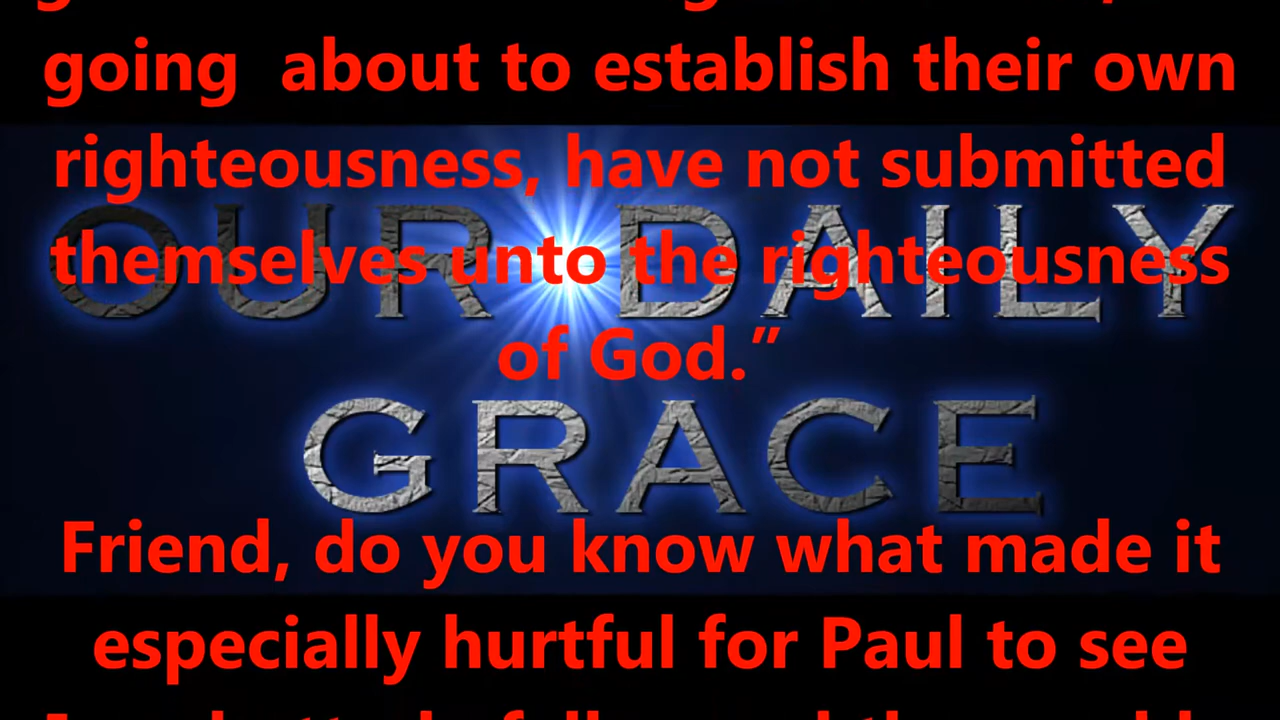 going about to establish their own
righteousness, have not submitted
OUR DAILY
themselves unto the righteousness
of God.”
GRACE
Friend, do you know what made it
especially hurtful for Paul to see